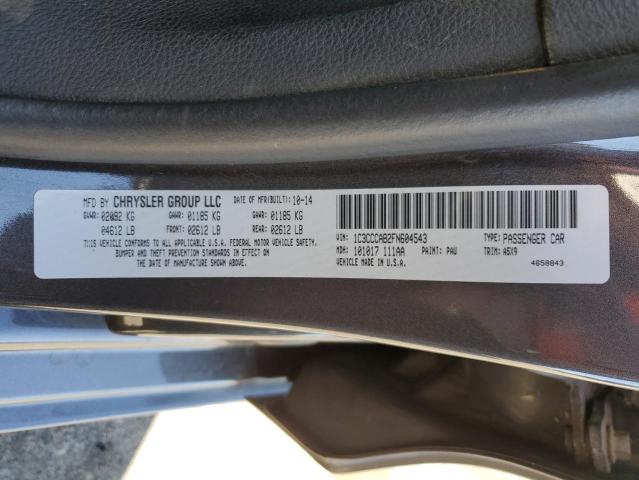 MFD BY CHRYSLER GROUP LLC DATE OF MFR(BUILT): 10-14
GVWR: 02092 KG GAWR 01185 KG GAWR 01185 KG
04612 LB FRONT: 02612 LB REAR: 02612 LB
THIS VEHICLE CONFORMS TO ALL APPLICABLE U.S.A. FEDERAL MOTOR VEHICLE SAFETY,
BUMPER AND THEFT PREVENTION STANDARDS IN EFFECT ON
THE DATE OF MANUFACTURE SHOWN ABOVE.
VIN: 1C3CCCAB2FN604543 TYPE: PASSENGER CAR
MDH: 101017 111AA PAINT: PAU TRIM: A5X9
VEHICLE MADE IN U.S.A. 4658843